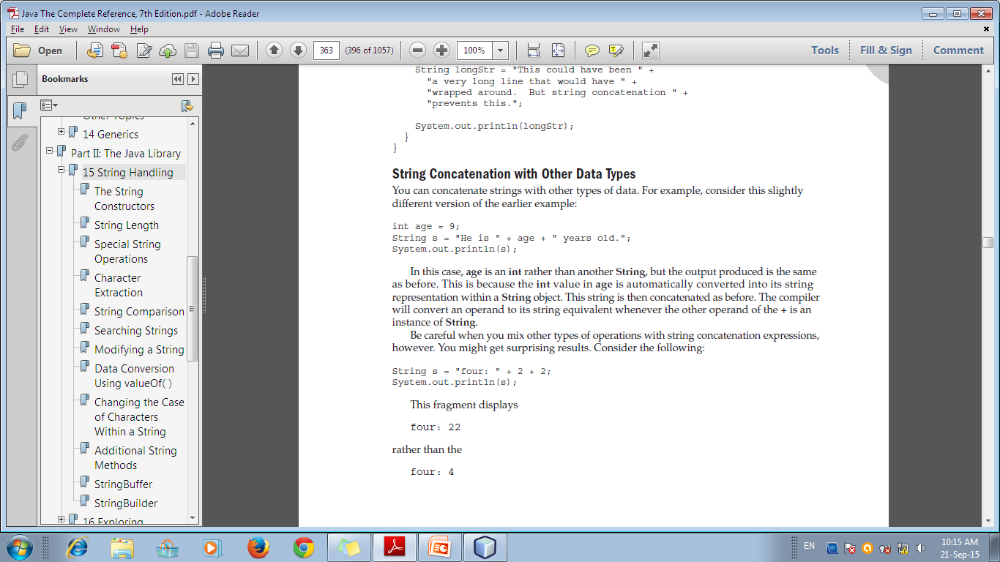 Java The Complete Reference, 7th Edition.pdf - Adobe Reader
File Edit View Window Help
Open 363 (396 of 1057) 100% Tools Fill & Sign Comment
Bookmarks
Other Topics
14 Generics
Part II: The Java Library
15 String Handling
The String
Constructors
String Length
Special String
Operations
Character
Extraction
String Comparison
Searching Strings
Modifying a String
Data Conversion
Using valueOf( )
Changing the Case
of Characters
Within a String
Additional String
Methods
StringBuffer
StringBuilder
16 Exploring
String longStr = "This could have been " +
"a very long line that would have " +
"wrapped around.  But string concatenation " +
"prevents this.";
System.out.println(longStr);
}
}
String Concatenation with Other Data Types
You can concatenate strings with other types of data. For example, consider this slightly
different version of the earlier example:
int age = 9;
String s = "He is " + age + " years old.";
System.out.println(s);
In this case, age is an int rather than another String, but the output produced is the same
as before. This is because the int value in age is automatically converted into its string
representation within a String object. This string is then concatenated as before. The compiler
will convert an operand to its string equivalent whenever the other operand of the + is an
instance of String.
Be careful when you mix other types of operations with string concatenation expressions,
however. You might get surprising results. Consider the following:
String s = "four: " + 2 + 2;
System.out.println(s);
This fragment displays
four: 22
rather than the
four: 4
EN
10:15 AM
21-Sep-15